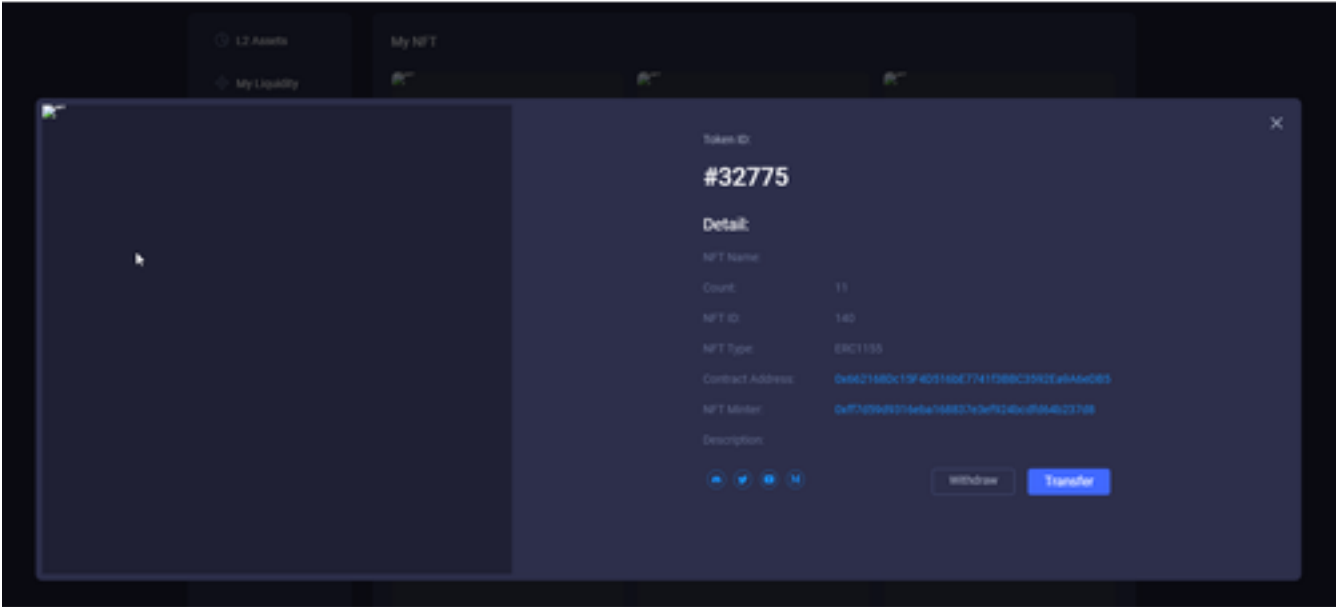 L2 Assets
My NFT
My Liquidity
Token ID:
#32775
Detail:
NFT Name:
Count: 11
NFT ID: 140
NFT Type: ERC1155
Contract Address:
NFT Minter:
Description:
Withdraw
Transfer